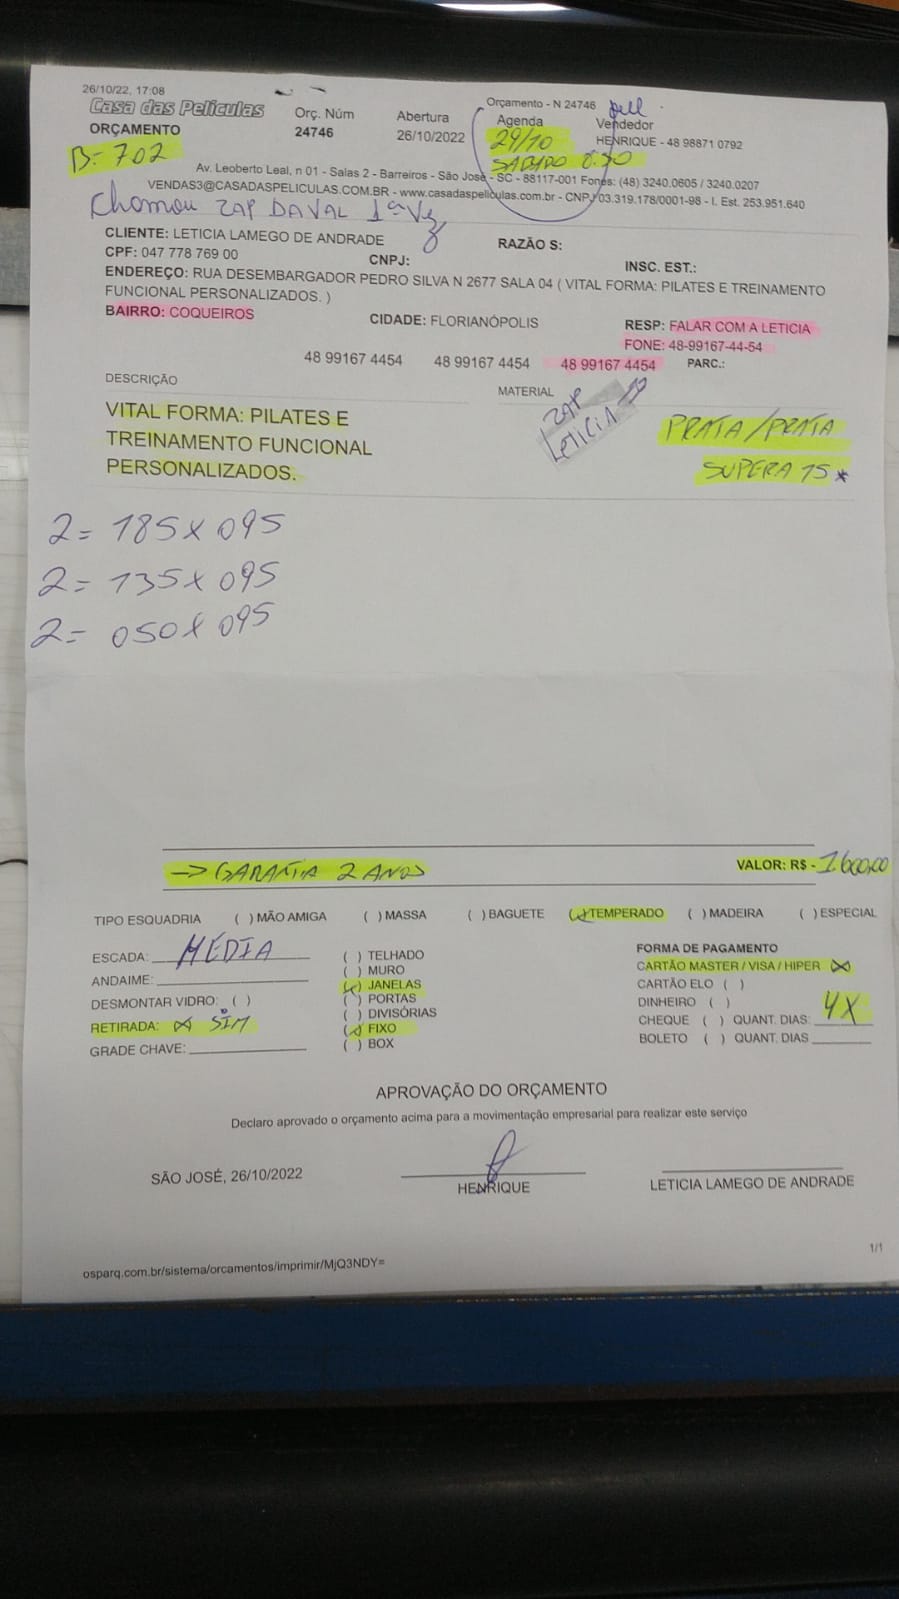 26/10/22, 17:08
Orçamento - N 24746
Casa das Películas
Orç. Núm
Abertura
Agenda
Vendedor
ORÇAMENTO
24746
26/10/2022
29/10
HENRIQUE - 48 98871 0792
B- 702
SABADO
Av. Leoberto Leal, n 01 - Salas 2 - Barreiros - São José - SC - 88117-001 Fones: (48) 3240.0605 / 3240.0207
VENDAS3@CASADASPELICULAS.COM.BR - www.casadaspeliculas.com.br - CNPJ 03.319.178/0001-98 - I. Est. 253.951.640
Chamou ZAP DAVAL 1ª Vez
CLIENTE: LETICIA LAMEGO DE ANDRADE
RAZÃO S:
CPF: 047 778 769 00
CNPJ:
INSC. EST.:
ENDEREÇO: RUA DESEMBARGADOR PEDRO SILVA N 2677 SALA 04 ( VITAL FORMA: PILATES E TREINAMENTO
FUNCIONAL PERSONALIZADOS. )
BAIRRO: COQUEIROS
CIDADE: FLORIANÓPOLIS
RESP: FALAR COM A LETICIA
FONE: 48-99167-44-54
48 99167 4454 48 99167 4454 48 99167 4454 PARC.:
DESCRIÇÃO
MATERIAL
ZAP
LETICIA
VITAL FORMA: PILATES E
TREINAMENTO FUNCIONAL
PERSONALIZADOS.
PRATA/PRATA
SUPERA 15 *
2= 185x095
2= 135x095
2= 050x095
-> GARANTIA 2 ANOS
VALOR: R$ - 1.600,00
TIPO ESQUADRIA ( ) MÃO AMIGA ( ) MASSA ( ) BAGUETE (x) TEMPERADO ( ) MADEIRA ( ) ESPECIAL
ESCADA: MÉDIA
ANDAIME:
DESMONTAR VIDRO: ( )
RETIRADA: (x) SIM
GRADE CHAVE:
( ) TELHADO
( ) MURO
(x) JANELAS
( ) PORTAS
( ) DIVISÓRIAS
(x) FIXO
( ) BOX
FORMA DE PAGAMENTO
CARTÃO MASTER / VISA / HIPER (x)
CARTÃO ELO ( )
DINHEIRO ( )
4X
CHEQUE ( ) QUANT. DIAS:
BOLETO ( ) QUANT. DIAS
APROVAÇÃO DO ORÇAMENTO
Declaro aprovado o orçamento acima para a movimentação empresarial para realizar este serviço
SÃO JOSÉ, 26/10/2022
HENRIQUE
LETICIA LAMEGO DE ANDRADE
1/1
osparq.com.br/sistema/orcamentos/imprimir/MjQ3NDY=